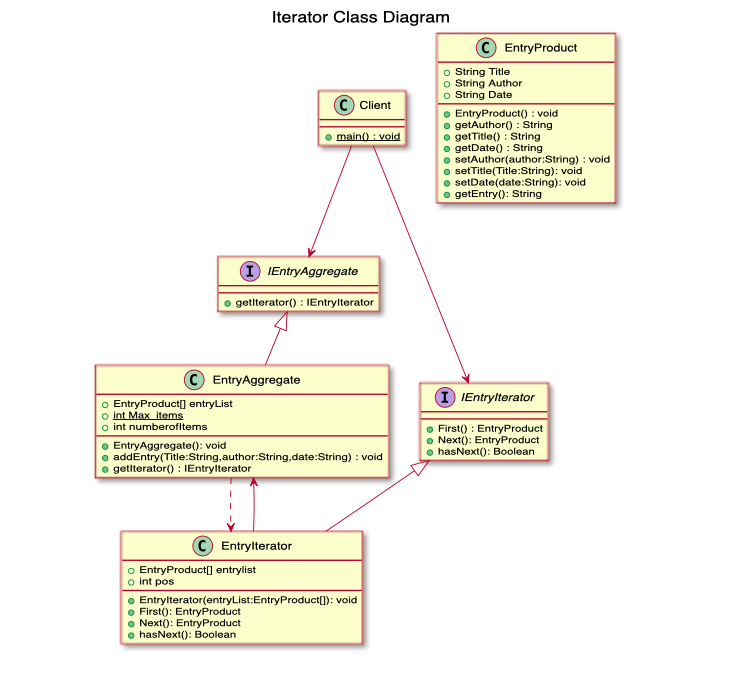 Iterator Class Diagram
C EntryProduct
String Title
String Author
String Date
EntryProduct() : void
getAuthor() : String
getTitle() : String
getDate() : String
setAuthor(author:String) : void
setTitle(Title:String): void
setDate(date:String): void
getEntry(): String
C Client
main() : void
I IEntryAggregate
getIterator() : IEntryIterator
C EntryAggregate
EntryProduct[] entryList
int Max_items
int numberofItems
EntryAggregate(): void
addEntry(Title:String,author:String,date:String) : void
getIterator() : IEntryIterator
I IEntryIterator
First() : EntryProduct
Next(): EntryProduct
hasNext(): Boolean
C EntryIterator
EntryProduct[] entrylist
int pos
EntryIterator(entryList:EntryProduct[]): void
First(): EntryProduct
Next(): EntryProduct
hasNext(): Boolean